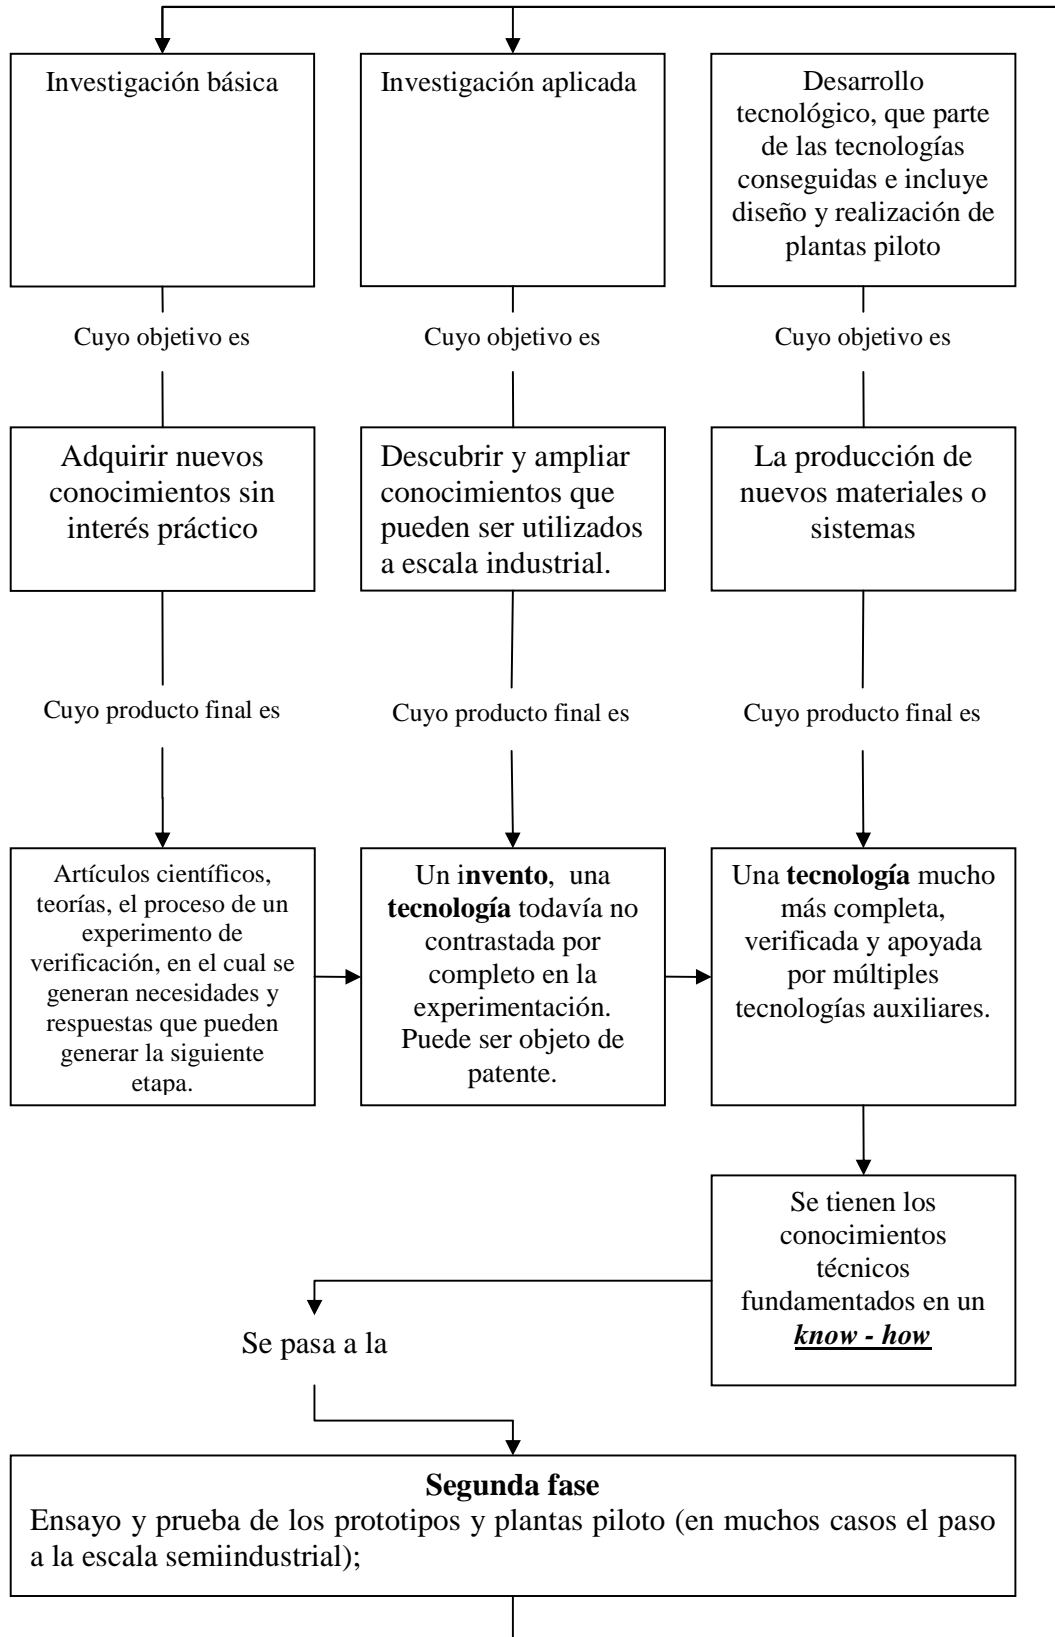 Investigación básica
Investigación aplicada
Desarrollo
tecnológico, que parte
de las tecnologías
conseguidas e incluye
diseño y realización de
plantas piloto
Cuyo objetivo es
Cuyo objetivo es
Cuyo objetivo es
Adquirir nuevos
conocimientos sin
interés práctico
Descubrir y ampliar
conocimientos que
pueden ser utilizados
a escala industrial.
La producción de
nuevos materiales o
sistemas
Cuyo producto final es
Cuyo producto final es
Cuyo producto final es
Artículos científicos,
teorías, el proceso de un
experimento de
verificación, en el cual se
generan necesidades y
respuestas que pueden
generar la siguiente
etapa.
Un invento, una
tecnología todavía no
contrastada por
completo en la
experimentación.
Puede ser objeto de
patente.
Una tecnología mucho
más completa,
verificada y apoyada
por múltiples
tecnologías auxiliares.
Se tienen los
conocimientos
técnicos
fundamentados en un
know - how
Se pasa a la
Segunda fase
Ensayo y prueba de los prototipos y plantas piloto (en muchos casos el paso
a la escala semiindustrial);